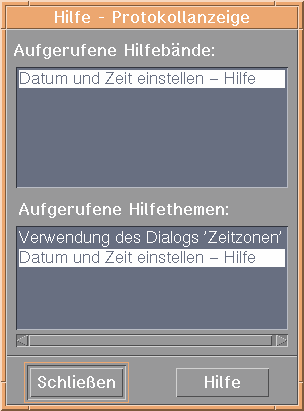 Hilfe - Protokollanzeige
Aufgerufene Hilfebände:
Datum und Zeit einstellen – Hilfe
Aufgerufene Hilfethemen:
Verwendung des Dialogs 'Zeitzonen'
Datum und Zeit einstellen – Hilfe
Schließen
Hilfe